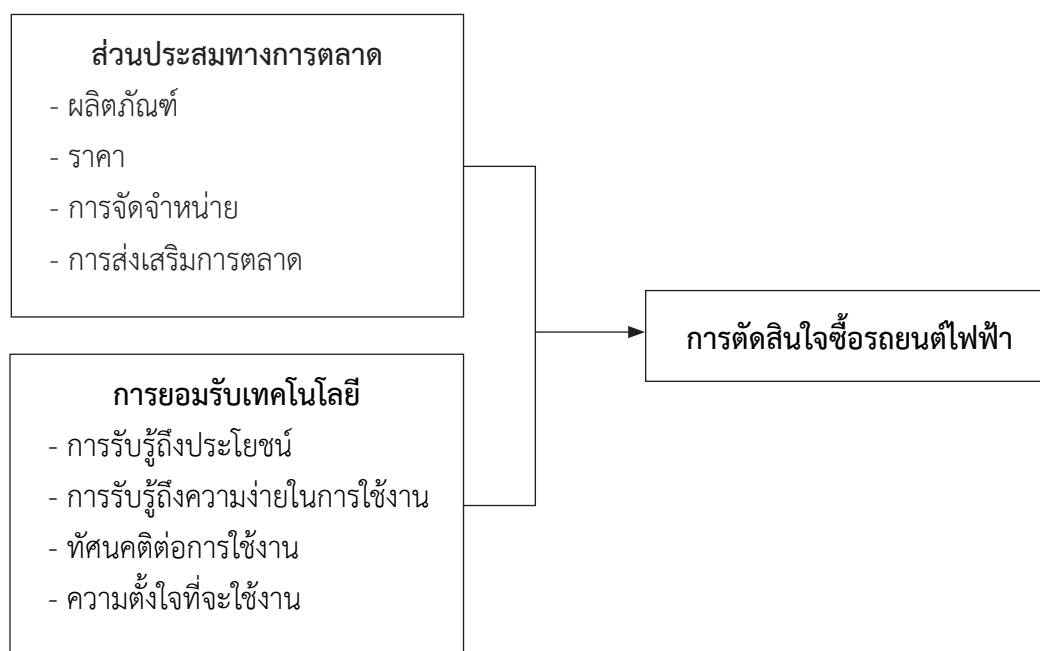 ส่วนประสมทางการตลาด
- ผลิตภัณฑ์
- ราคา
- การจัดจำหน่าย
- การส่งเสริมการตลาด
การยอมรับเทคโนโลยี
- การรับรู้ถึงประโยชน์
- การรับรู้ถึงความง่ายในการใช้งาน
- ทัศนคติต่อการใช้งาน
- ความตั้งใจที่จะใช้งาน
การตัดสินใจซื้อรถยนต์ไฟฟ้า